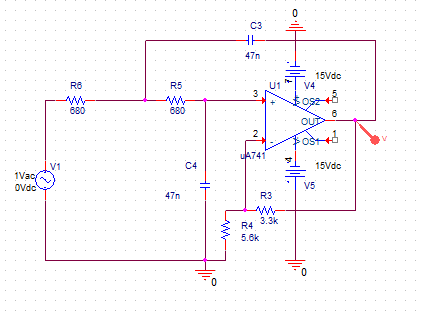 0
C3
47n
V4
15Vdc
R6
680
R5
680
U1
3
+
OS2
5
OUT
6
V
2
-
OS1
1
uA741
V1
1Vac
0Vdc
C4
47n
15Vdc
V5
R3
3.3k
R4
5.6k
0
0